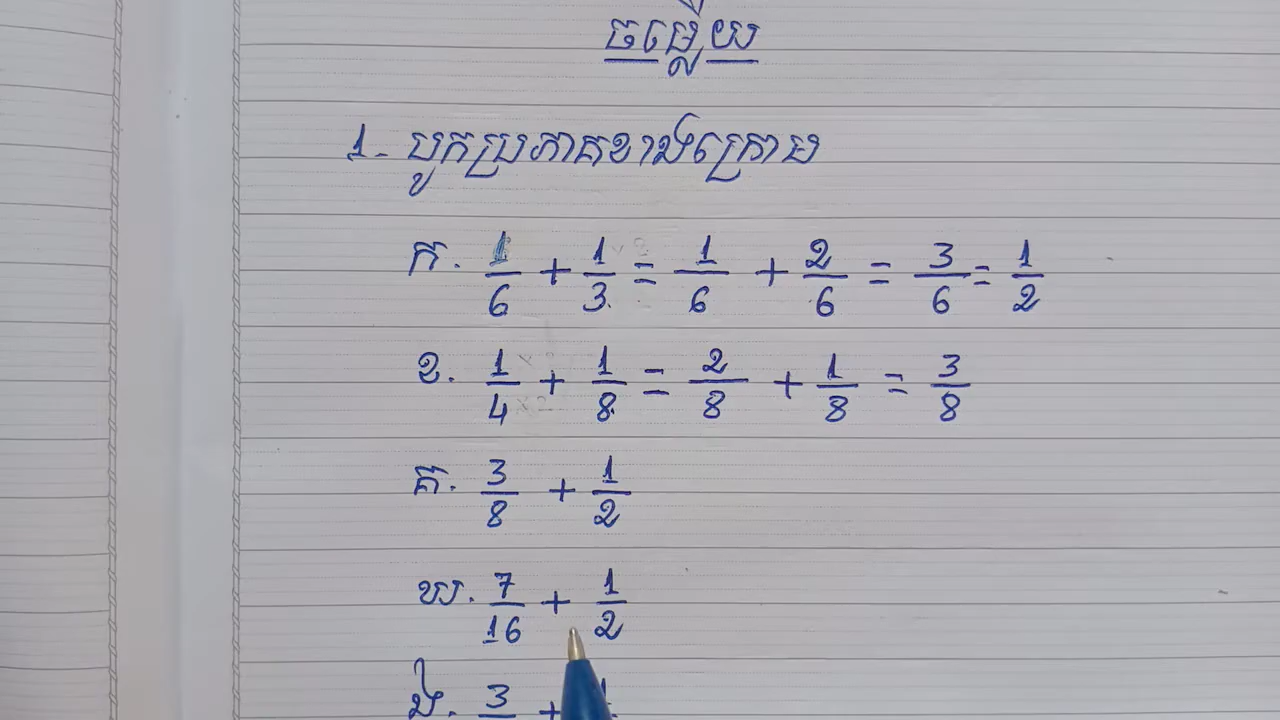 ចម្លើយ
1- បូកប្រភាគខាងក្រោម
ក. 1/6 + 1/3 = 1/6 + 2/6 = 3/6 = 1/2
ខ. 1/4 + 1/8 = 2/8 + 1/8 = 3/8
គ. 3/8 + 1/2
ឃ. 7/16 + 1/2
ង. 3 +